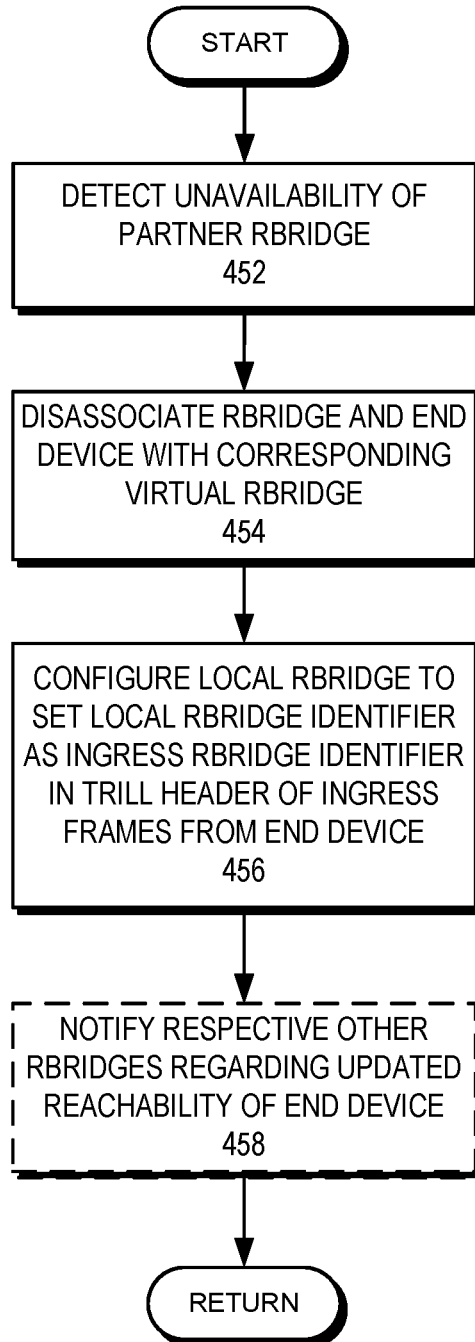 START
DETECT UNAVAILABILITY OF
PARTNER RBRIDGE
452
DISASSOCIATE RBRIDGE AND END
DEVICE WITH CORRESPONDING
VIRTUAL RBRIDGE
454
CONFIGURE LOCAL RBRIDGE TO
SET LOCAL RBRIDGE IDENTIFIER
AS INGRESS RBRIDGE IDENTIFIER
IN TRILL HEADER OF INGRESS
FRAMES FROM END DEVICE
456
NOTIFY RESPECTIVE OTHER
RBRIDGES REGARDING UPDATED
REACHABILITY OF END DEVICE
458
RETURN